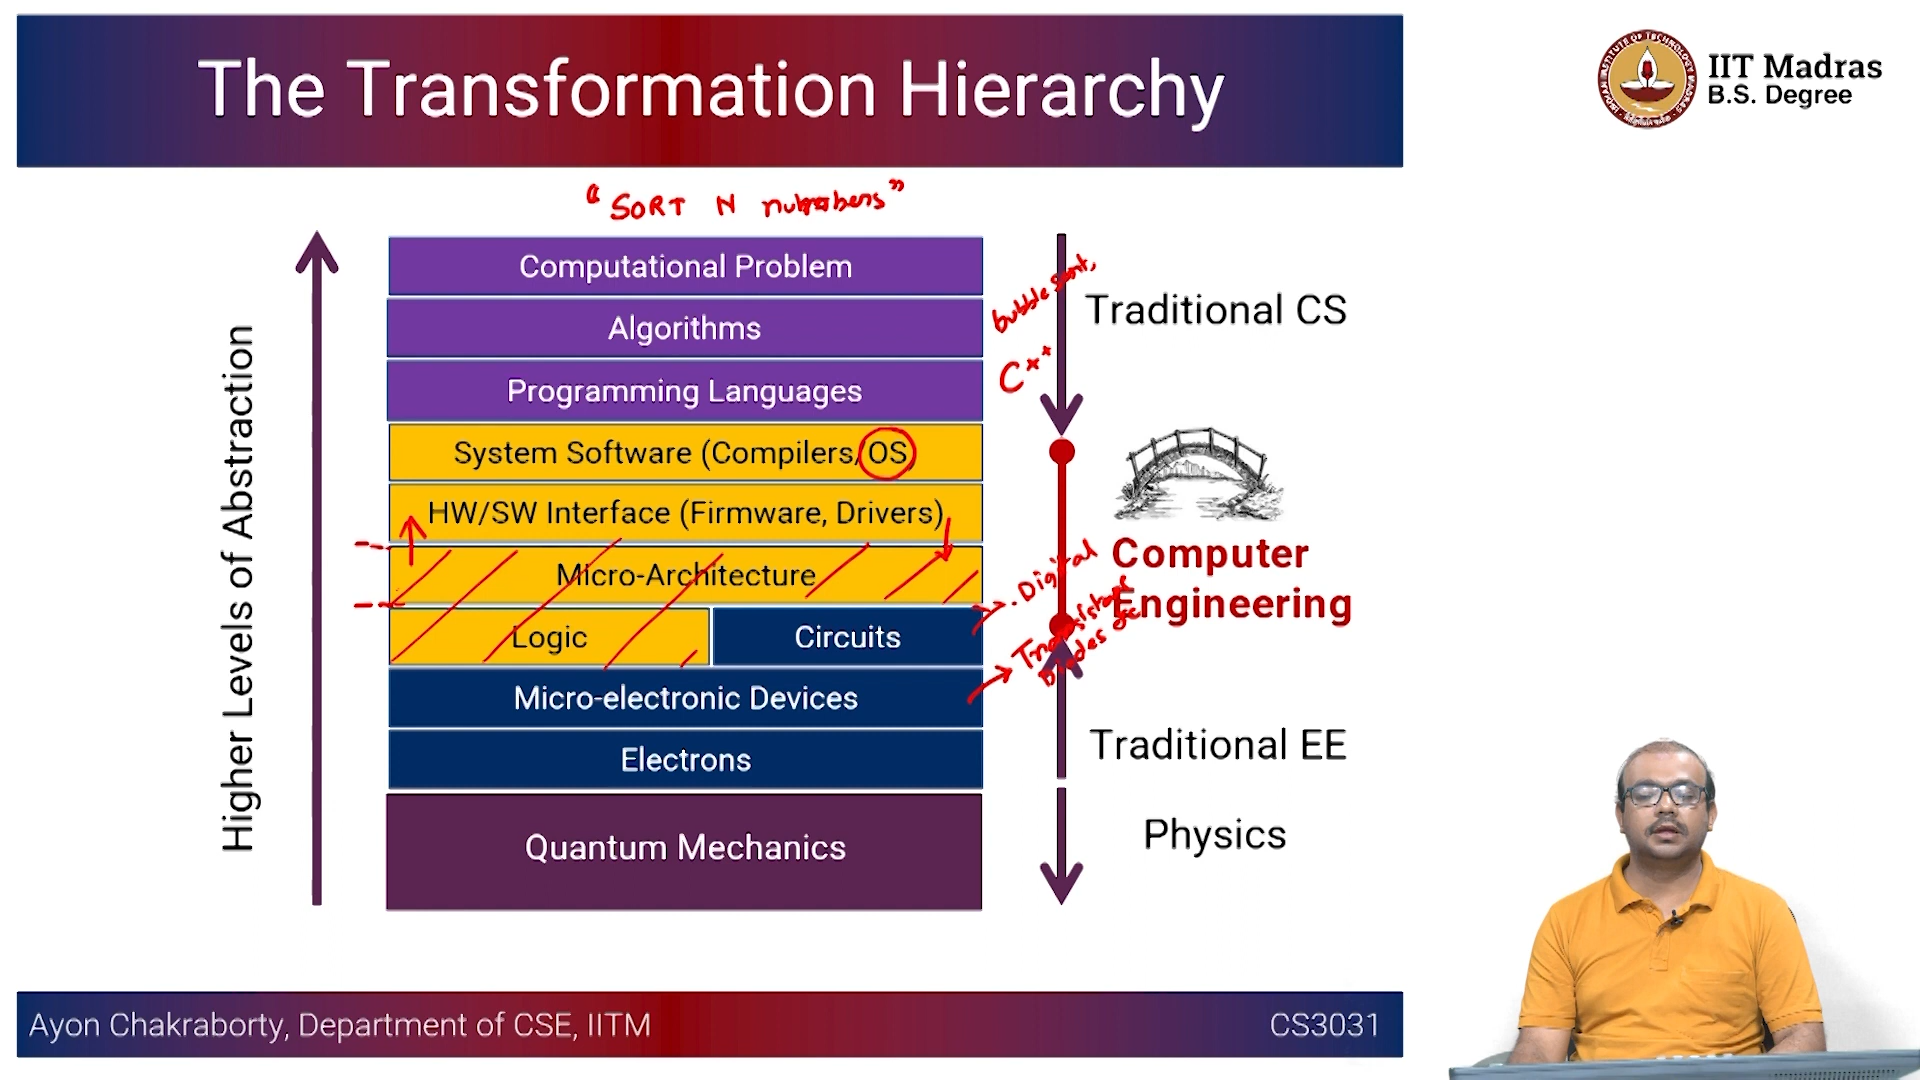 The Transformation Hierarchy
IIT Madras
B.S. Degree
"SORT N numbers"
Computational Problem
Algorithms
bubble sort,
Traditional CS
Programming Languages
C++
System Software (Compilers/OS)
HW/SW Interface (Firmware, Drivers)
Micro-Architecture
Digital
Computer
Engineering
Logic
Circuits
Transistors
Micro-electronic Devices
Electrons
Traditional EE
Quantum Mechanics
Physics
Higher Levels of Abstraction
Ayon Chakraborty, Department of CSE, IITM
CS3031